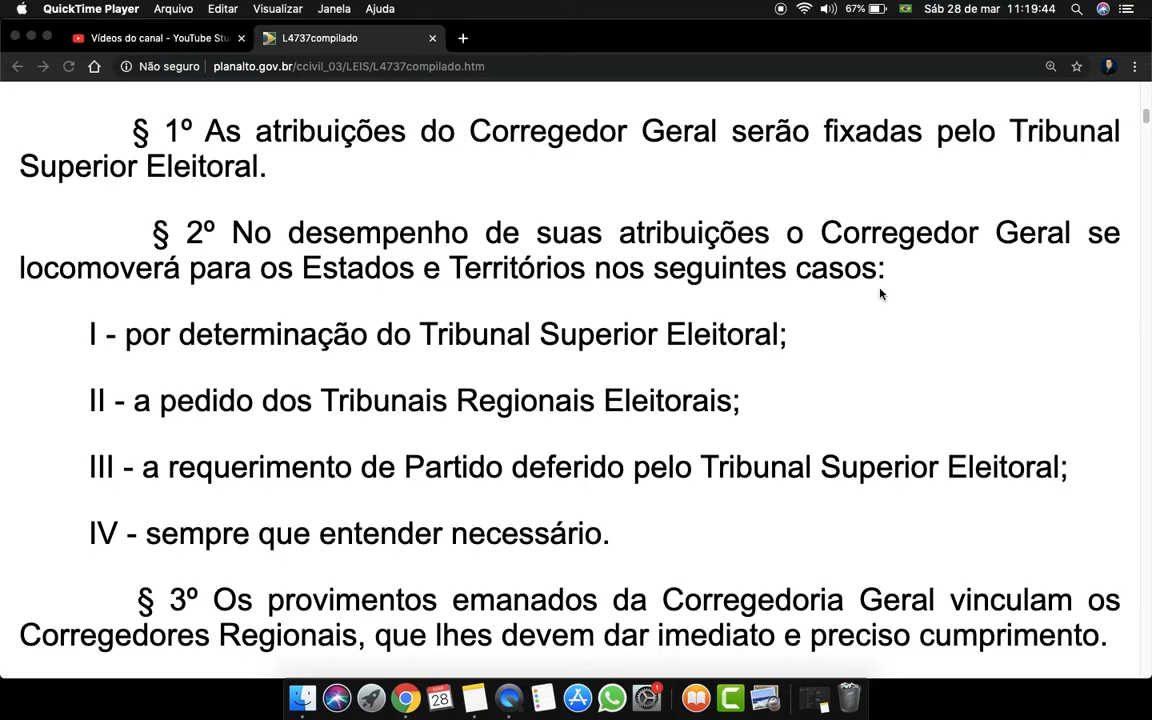 QuickTime Player Arquivo Editar Visualizar Janela Ajuda 67% Sáb 28 de mar 11:19:44
Vídeos do canal - YouTube Stu L4737compilado
Não seguro planalto.gov.br/ccivil_03/LEIS/L4737compilado.htm
§ 1º As atribuições do Corregedor Geral serão fixadas pelo Tribunal
Superior Eleitoral.
§ 2º No desempenho de suas atribuições o Corregedor Geral se
locomoverá para os Estados e Territórios nos seguintes casos:
I - por determinação do Tribunal Superior Eleitoral;
II - a pedido dos Tribunais Regionais Eleitorais;
III - a requerimento de Partido deferido pelo Tribunal Superior Eleitoral;
IV - sempre que entender necessário.
§ 3º Os provimentos emanados da Corregedoria Geral vinculam os
Corregedores Regionais, que lhes devem dar imediato e preciso cumprimento.
MAR
28
1